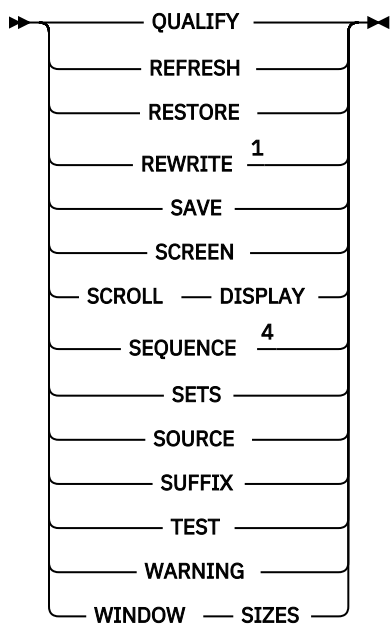 QUALIFY
REFRESH
RESTORE
REWRITE 1
SAVE
SCREEN
SCROLL DISPLAY
SEQUENCE 4
SETS
SOURCE
SUFFIX
TEST
WARNING
WINDOW SIZES